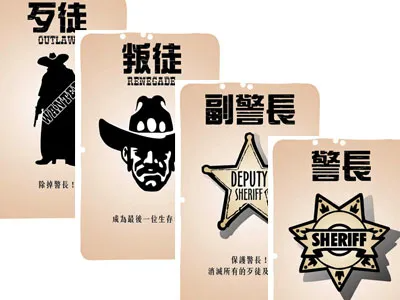 歹徒
OUTLAW
WANTED
除掉警長!
叛徒
RENEGADE
成為最後一位生存
副警長
DEPUTY
SHERIFF
保護警長!
消滅所有的歹徒及
警長
SHERIFF